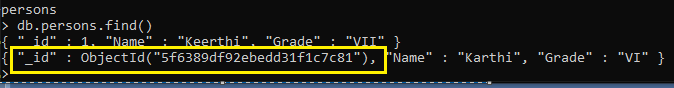 persons
> db.persons.find()
{ "_id" : 1, "Name" : "Keerthi", "Grade" : "VII" }
{ "_id" : ObjectId("5f6389df92ebedd31f1c7c81"), "Name" : "Karthi", "Grade" : "VI" }
>